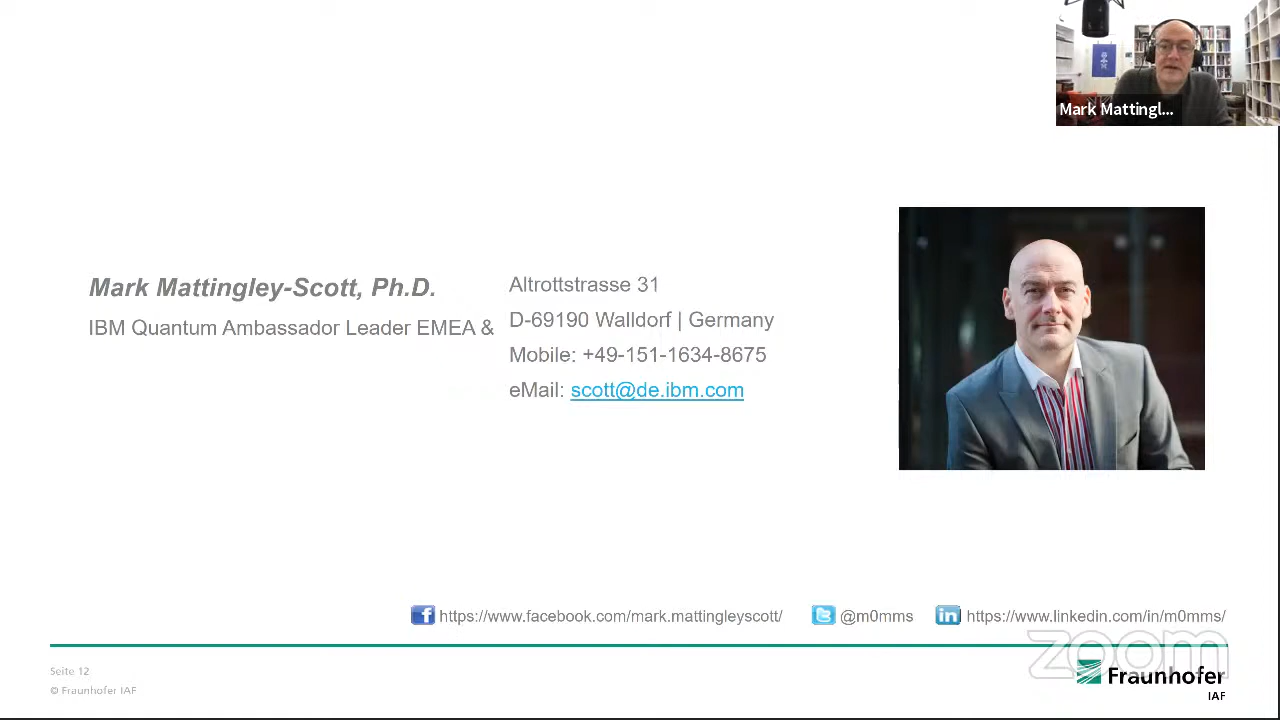 Mark Mattingl...
Mark Mattingley-Scott, Ph.D.
IBM Quantum Ambassador Leader EMEA &
Altrottstrasse 31
D-69190 Walldorf | Germany
Mobile: +49-151-1634-8675
eMail: scott@de.ibm.com
https://www.facebook.com/mark.mattingleyscott/
@m0mms
https://www.linkedin.com/in/m0mms/
zoom
Seite 12
© Fraunhofer IAF
Fraunhofer
IAF